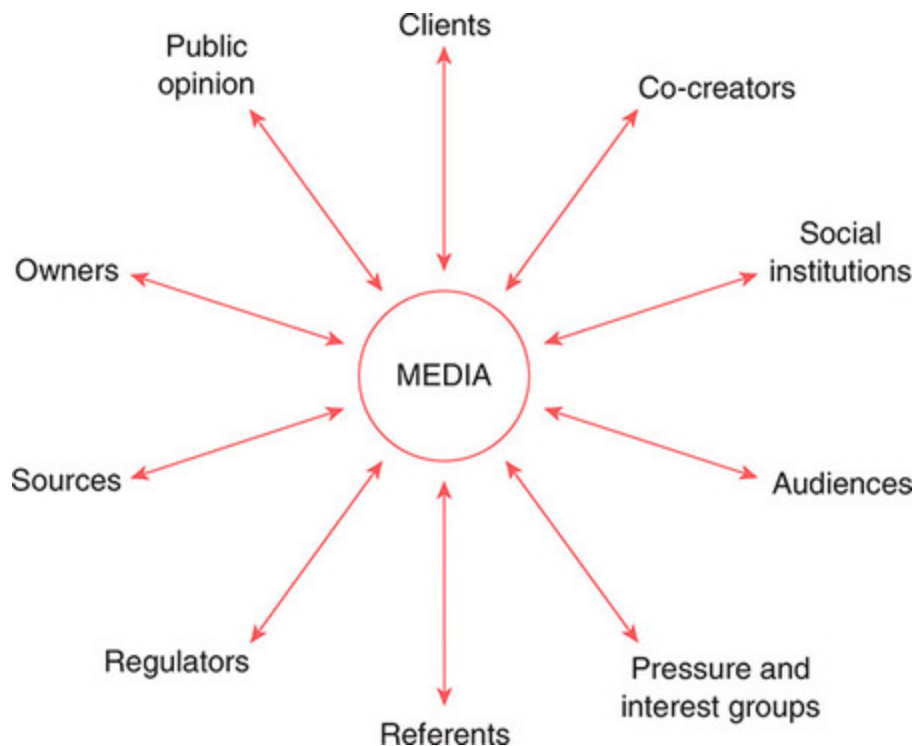 Clients
Public
opinion
Co-creators
Social
institutions
Owners
MEDIA
Sources
Audiences
Regulators
Pressure and
interest groups
Referents